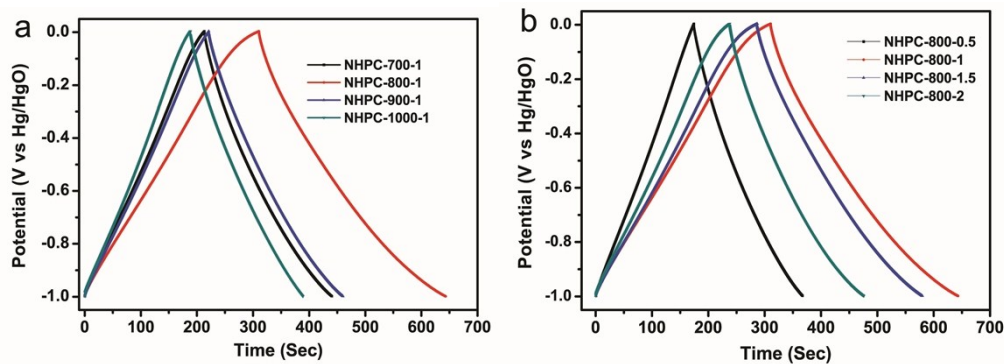 a
Potential (V vs Hg/HgO)
0.0
-0.2
-0.4
-0.6
-0.8
-1.0
NHPC-700-1
NHPC-800-1
NHPC-900-1
NHPC-1000-1
0 100 200 300 400 500 600 700
Time (Sec)
b
Potential (V vs Hg/HgO)
0.0
-0.2
-0.4
-0.6
-0.8
-1.0
NHPC-800-0.5
NHPC-800-1
NHPC-800-1.5
NHPC-800-2
0 100 200 300 400 500 600 700
Time (Sec)